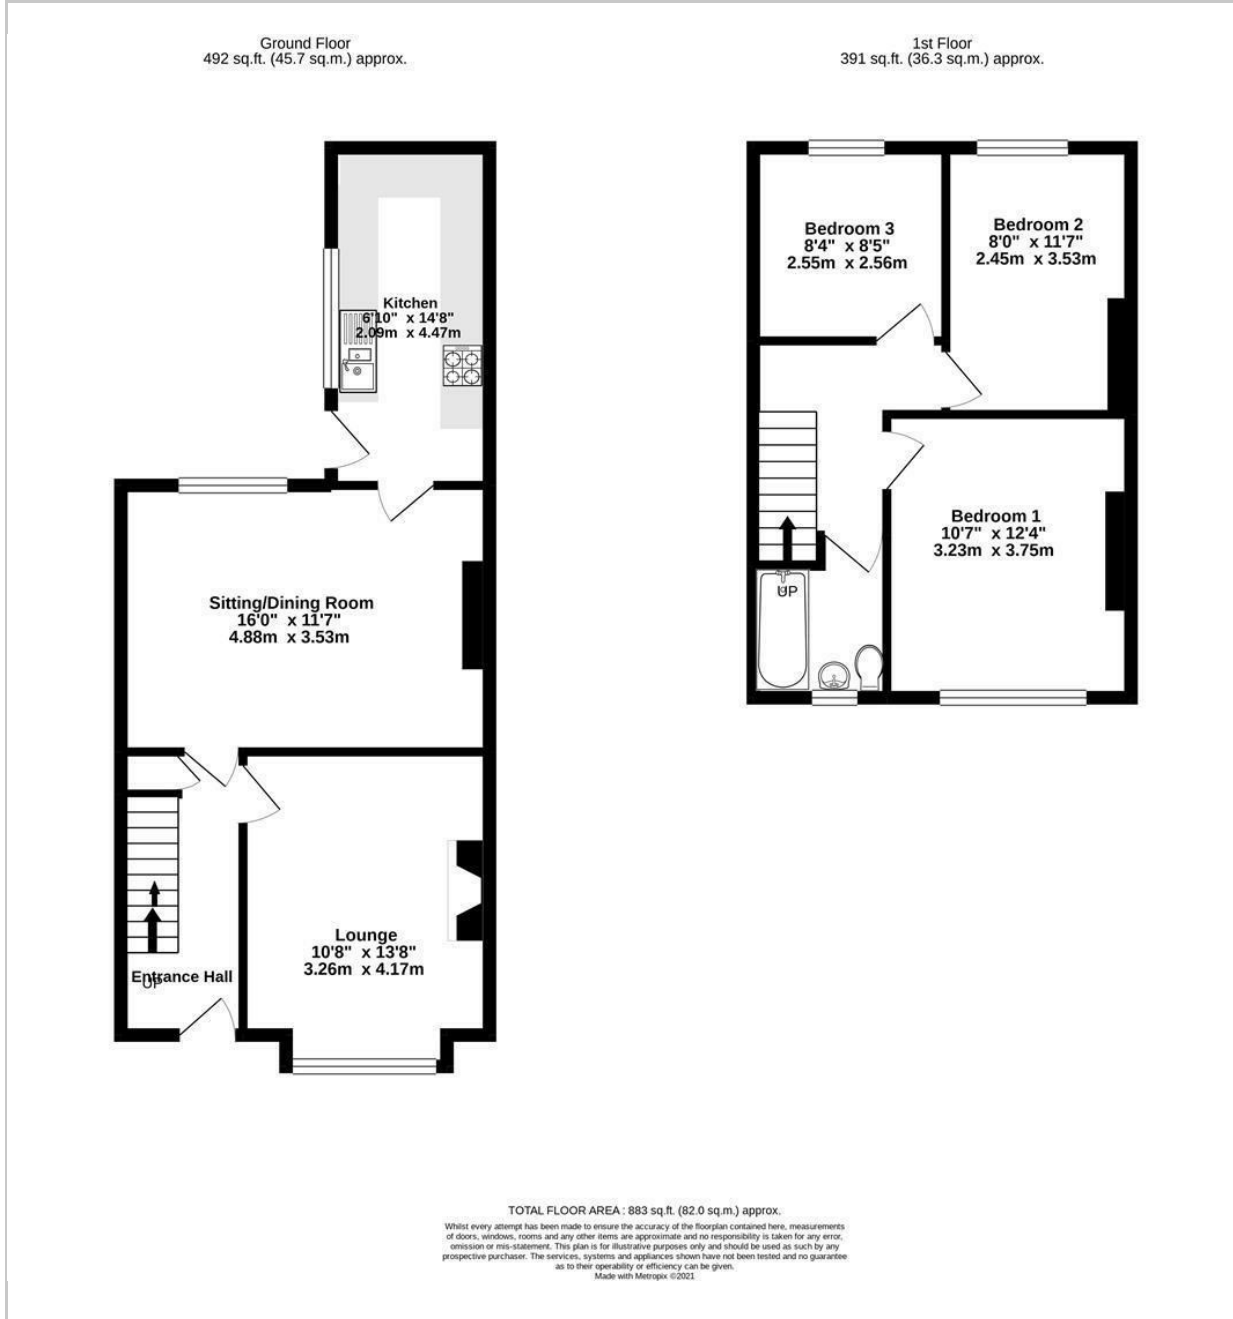 Ground Floor
492 sq.ft. (45.7 sq.m.) approx.
Kitchen
6'10" x 14'8"
2.09m x 4.47m
Sitting/Dining Room
16'0" x 11'7"
4.88m x 3.53m
Lounge
10'8" x 13'8"
3.26m x 4.17m
Entrance Hall
UP
1st Floor
391 sq.ft. (36.3 sq.m.) approx.
Bedroom 3
8'4" x 8'5"
2.55m x 2.56m
Bedroom 2
8'0" x 11'7"
2.45m x 3.53m
Bedroom 1
10'7" x 12'4"
3.23m x 3.75m
UP
TOTAL FLOOR AREA : 883 sq.ft. (82.0 sq.m.) approx.
Whilst every attempt has been made to ensure the accuracy of the floorplan contained here, measurements
of doors, windows, rooms and any other items are approximate and no responsibility is taken for any error,
omission or mis-statement. This plan is for illustrative purposes only and should be used as such by any
prospective purchaser. The services, systems and appliances shown have not been tested and no guarantee
as to their operability or efficiency can be given.
Made with Metropix ©2021